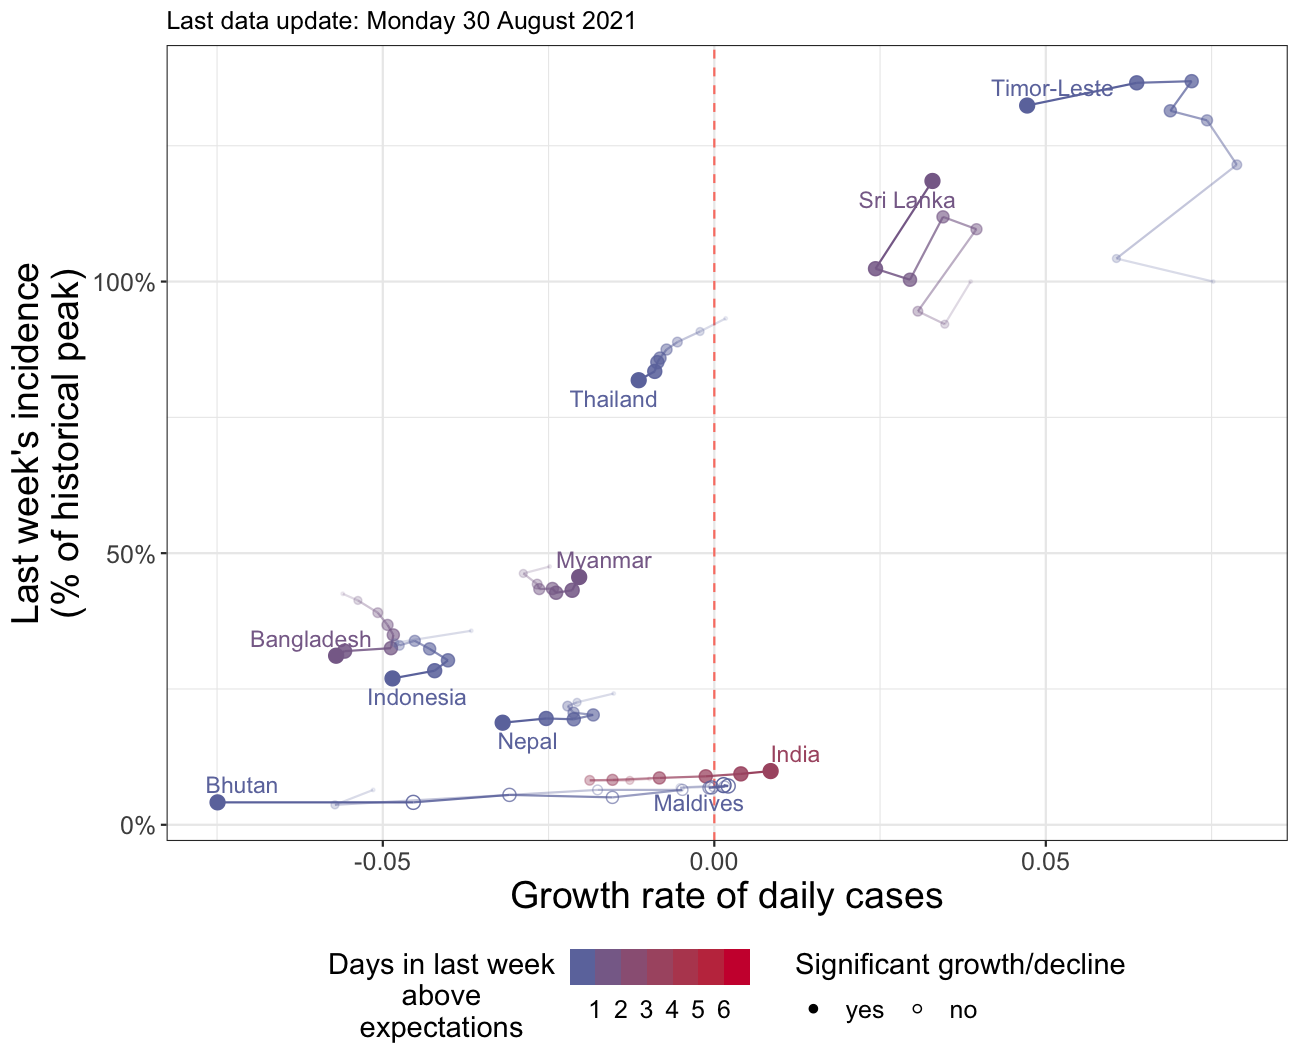 Last data update: Monday 30 August 2021
Last week's incidence
(% of historical peak)
100%
50%
0%
Timor-Leste
Sri Lanka
Thailand
Myanmar
Bangladesh
Indonesia
Nepal
India
Bhutan
Maldives
-0.05
0.00
0.05
Growth rate of daily cases
Days in last week
above
expectations
1 2 3 4 5 6
Significant growth/decline
yes no